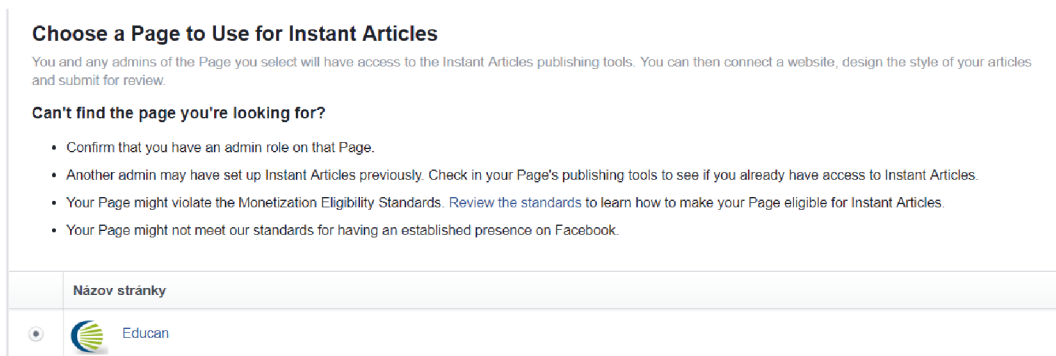 Choose a Page to Use for Instant Articles
You and any admins of the Page you select will have access to the Instant Articles publishing tools. You can then connect a website, design the style of your articles
and submit for review.
Can't find the page you're looking for?
• Confirm that you have an admin role on that Page.
• Another admin may have set up Instant Articles previously. Check in your Page's publishing tools to see if you already have access to Instant Articles.
• Your Page might violate the Monetization Eligibility Standards. Review the standards to learn how to make your Page eligible for Instant Articles.
• Your Page might not meet our standards for having an established presence on Facebook.
Názov stránky
Educan